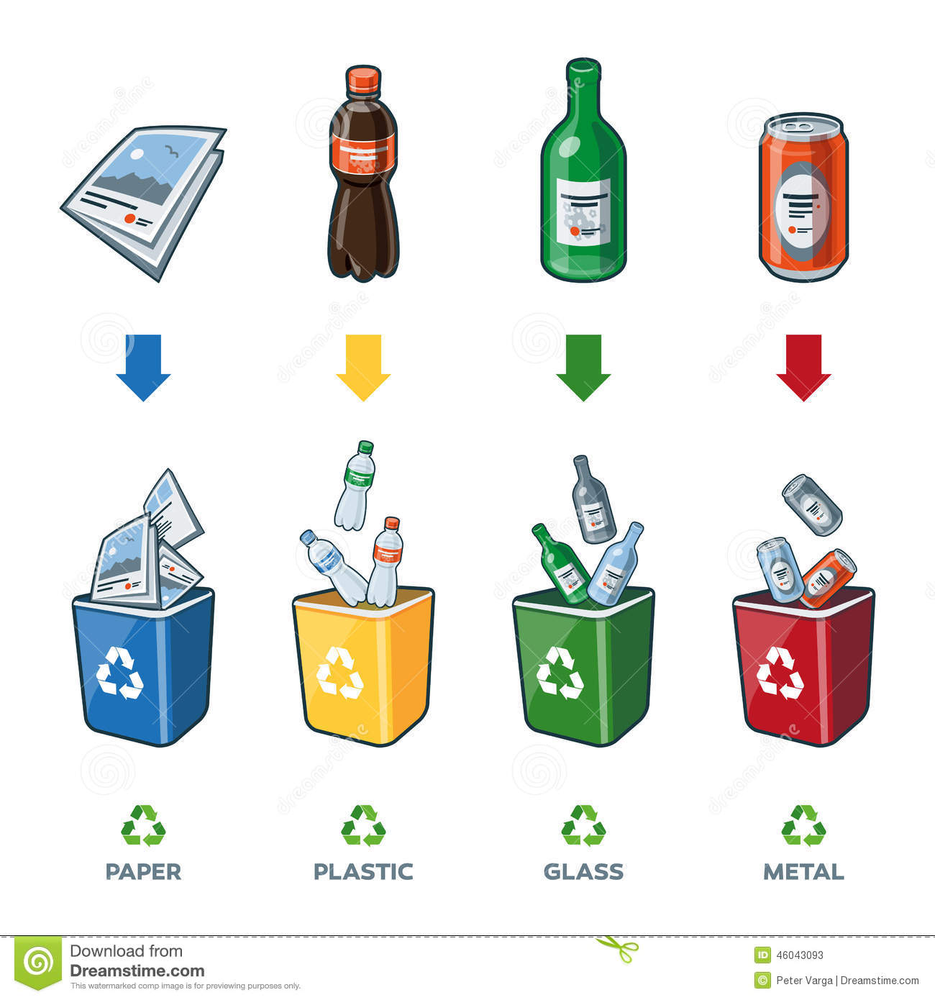 PAPER
PLASTIC
GLASS
METAL
Download from
Dreamstime.com
This watermarked comp image is for previewing purposes only.
ID 46043093
© Peter Varga | Dreamstime.com
dreamstime